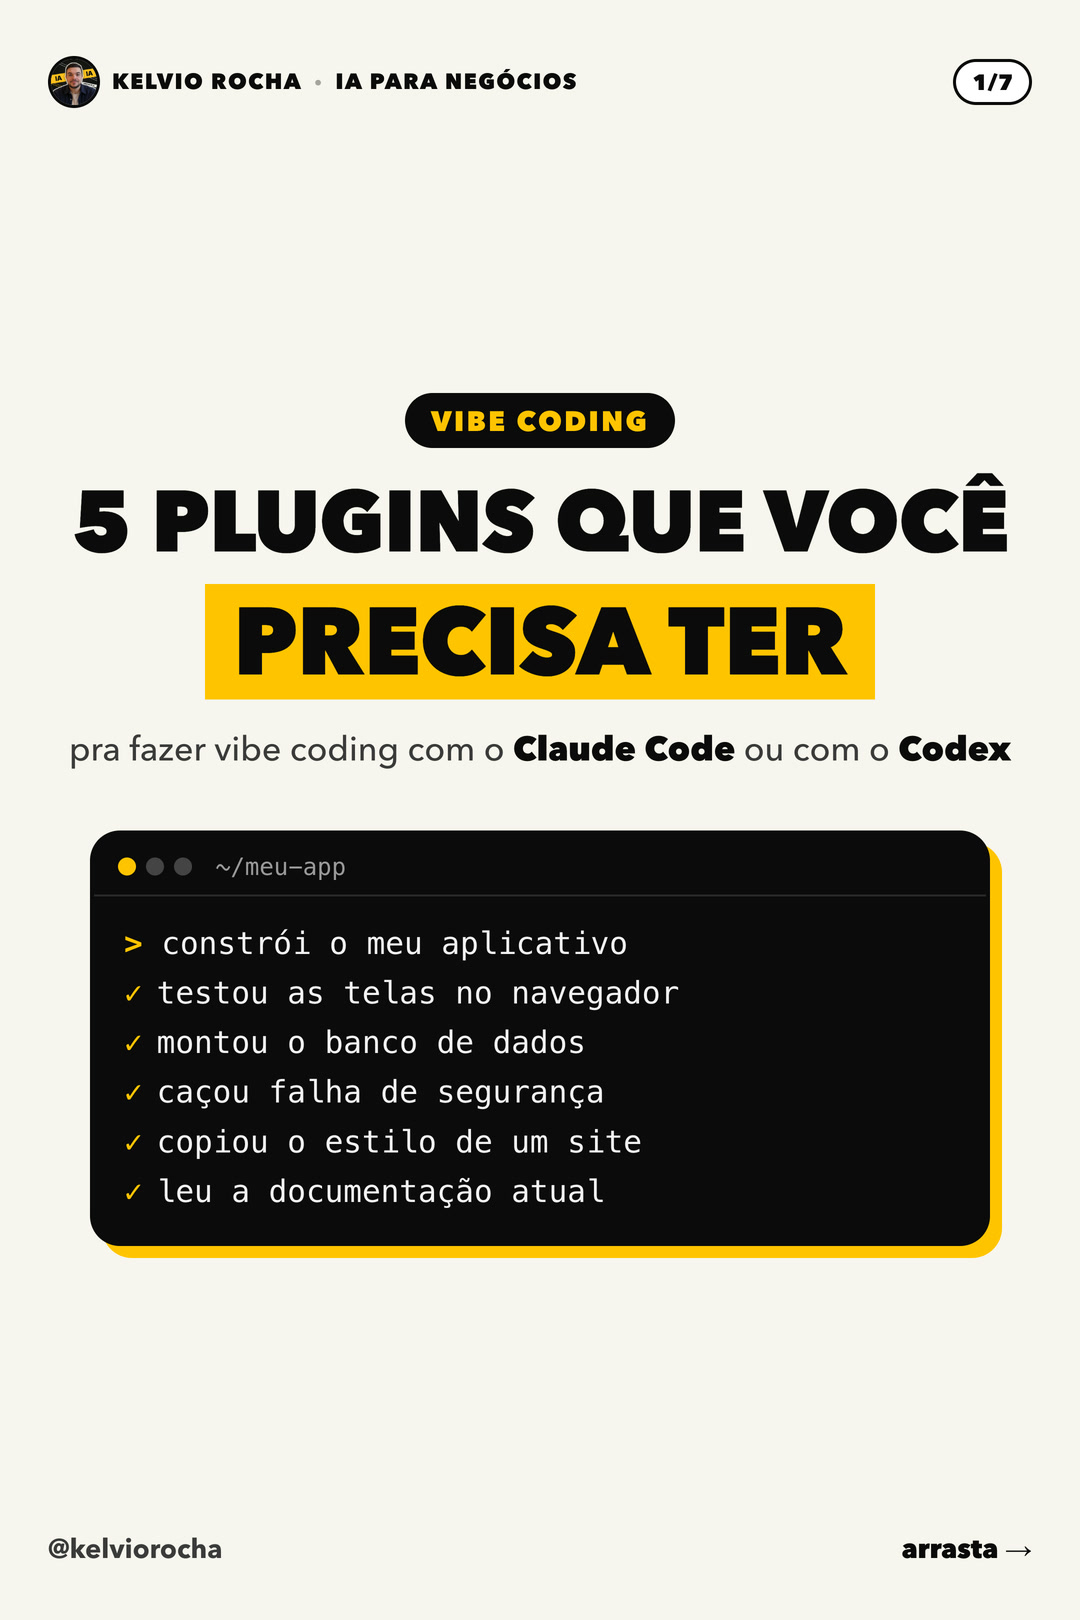 KELVIO ROCHA • IA PARA NEGÓCIOS
1/7
VIBE CODING
5 PLUGINS QUE VOCÊ
PRECISA TER
pra fazer vibe coding com o Claude Code ou com o Codex
~/meu-app
> constrói o meu aplicativo
✓ testou as telas no navegador
✓ montou o banco de dados
✓ caçou falha de segurança
✓ copiou o estilo de um site
✓ leu a documentação atual
@kelviorocha
arrasta →